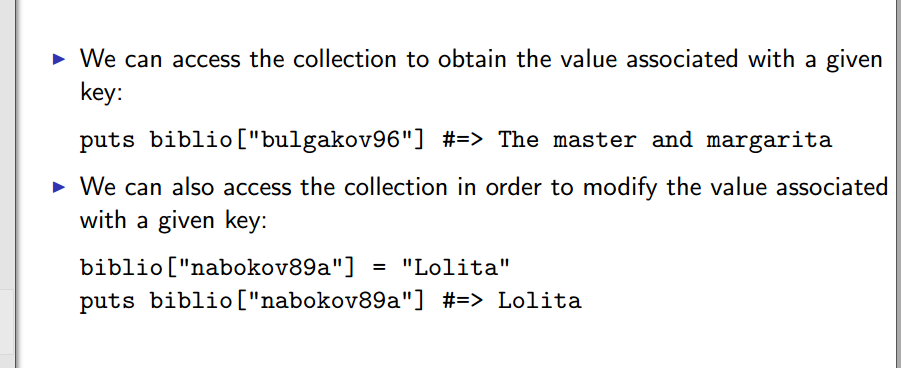 ► We can access the collection to obtain the value associated with a given
key:
puts biblio["bulgakov96"] #=> The master and margarita
► We can also access the collection in order to modify the value associated
with a given key:
biblio["nabokov89a"] = "Lolita"
puts biblio["nabokov89a"] #=> Lolita